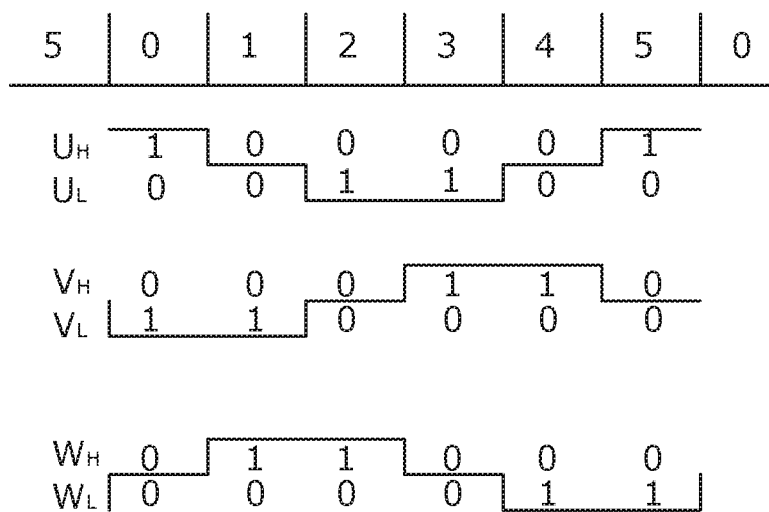 5 0 1 2 3 4 5 0
UH 1 0 0 0 0 1
UL 0 0 1 1 0 0
VH 0 0 0 1 1 0
VL 1 1 0 0 0 0
WH 0 1 1 0 0 0
WL 0 0 0 0 1 1